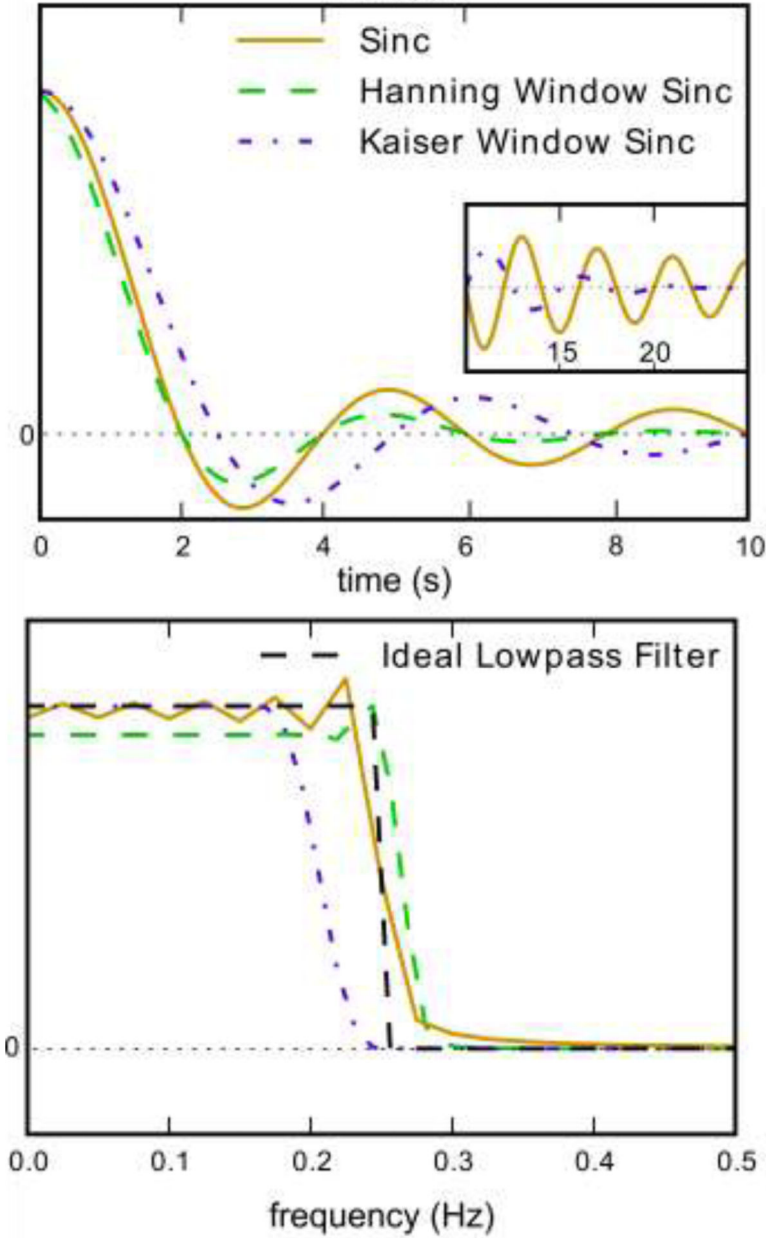 Sinc
Hanning Window Sinc
Kaiser Window Sinc
15 20
0
0 2 4 6 8 10
time (s)
Ideal Lowpass Filter
0
0.0 0.1 0.2 0.3 0.4 0.5
frequency (Hz)